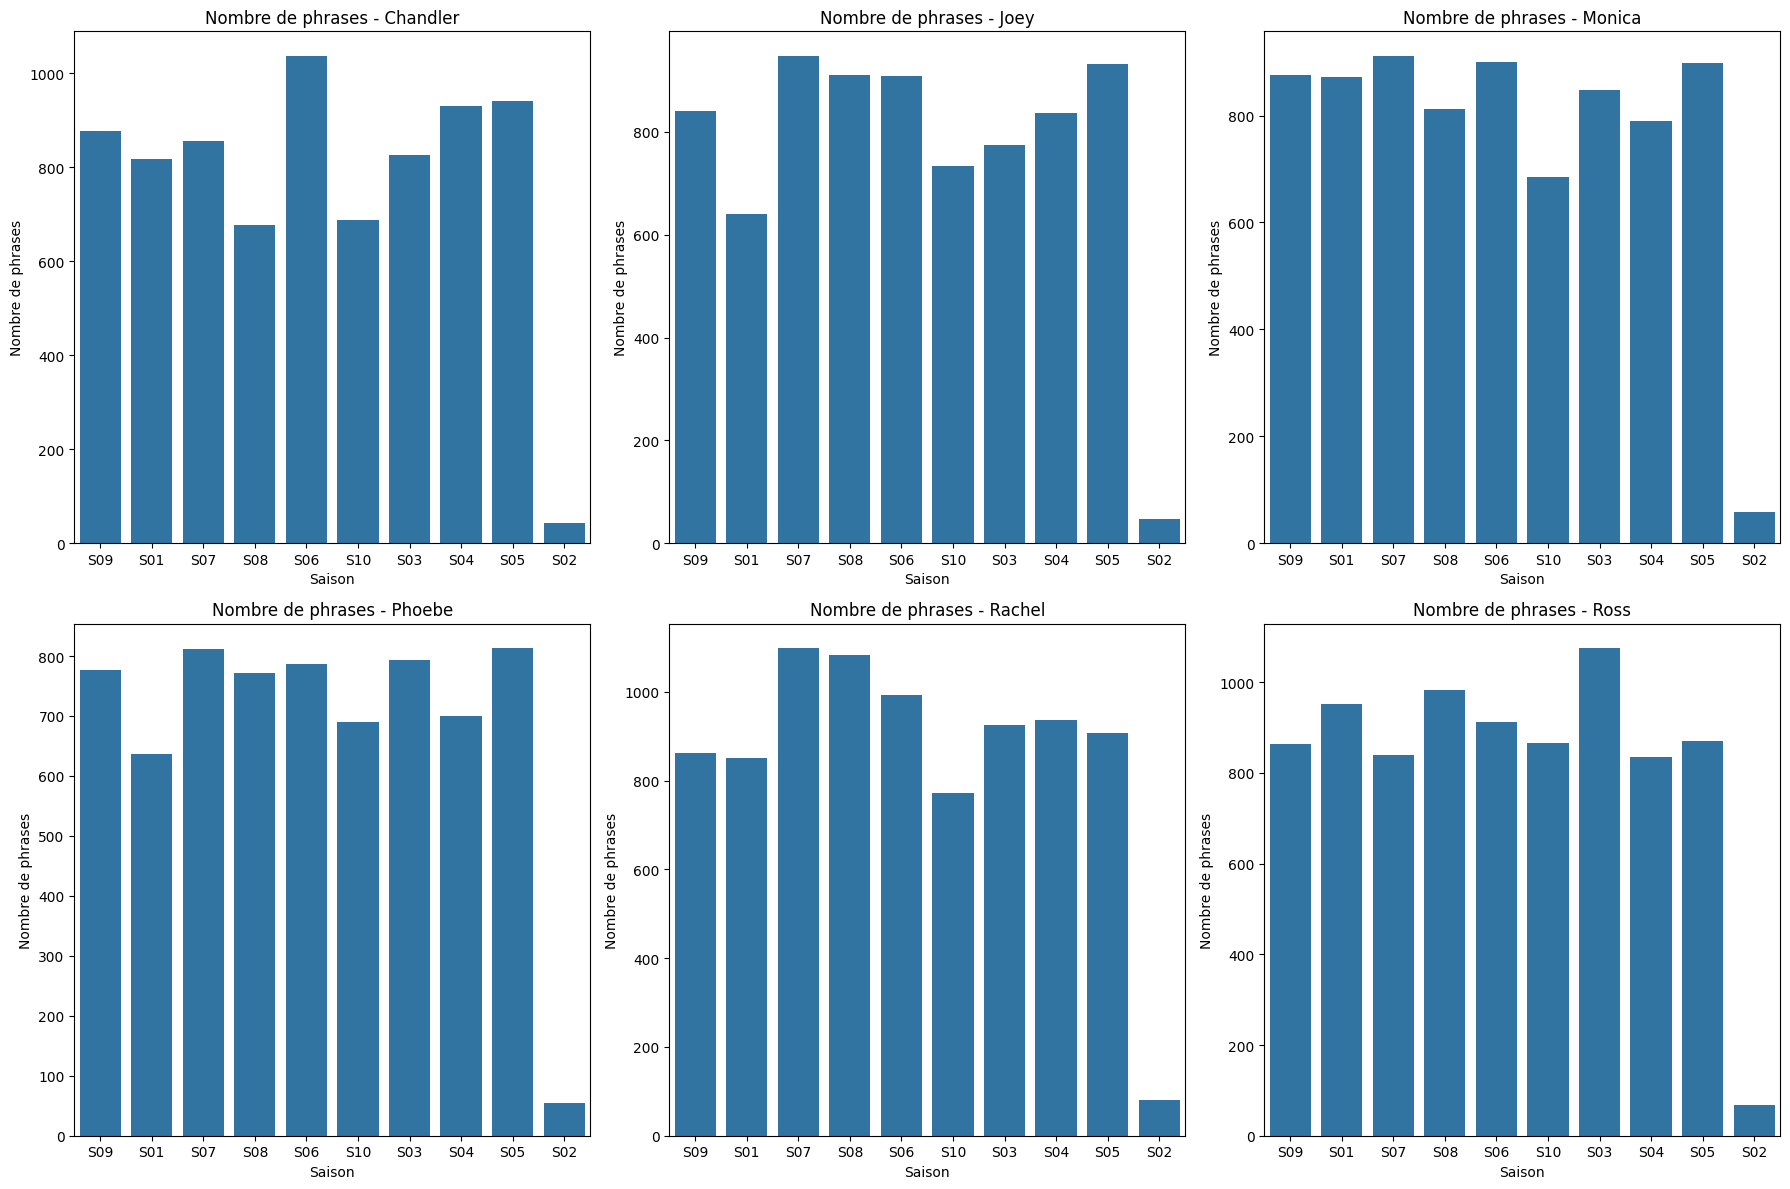 Nombre de phrases - Chandler
Nombre de phrases
1000
800
600
400
200
0
S09 S01 S07 S08 S06 S10 S03 S04 S05 S02
Saison
Nombre de phrases - Joey
Nombre de phrases
800
600
400
200
0
S09 S01 S07 S08 S06 S10 S03 S04 S05 S02
Saison
Nombre de phrases - Monica
Nombre de phrases
800
600
400
200
0
S09 S01 S07 S08 S06 S10 S03 S04 S05 S02
Saison
Nombre de phrases - Phoebe
Nombre de phrases
800
700
600
500
400
300
200
100
0
S09 S01 S07 S08 S06 S10 S03 S04 S05 S02
Saison
Nombre de phrases - Rachel
Nombre de phrases
1000
800
600
400
200
0
S09 S01 S07 S08 S06 S10 S03 S04 S05 S02
Saison
Nombre de phrases - Ross
Nombre de phrases
1000
800
600
400
200
0
S09 S01 S07 S08 S06 S10 S03 S04 S05 S02
Saison